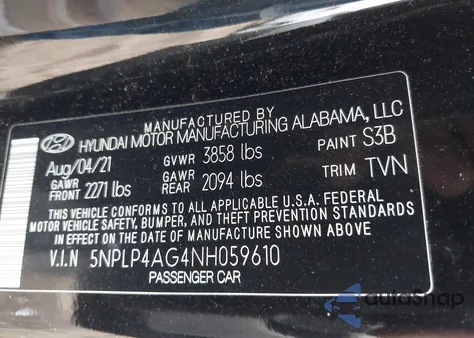 MANUFACTURED BY
HYUNDAI MOTOR MANUFACTURING ALABAMA, LLC
Aug/04/21 GVWR 3858 lbs PAINT S3B
GAWR FRONT 2271 lbs GAWR REAR 2094 lbs TRIM TVN
THIS VEHICLE CONFORMS TO ALL APPLICABLE U.S.A. FEDERAL
MOTOR VEHICLE SAFETY, BUMPER, AND THEFT PREVENTION STANDARDS
IN EFFECT ON THE DATE OF MANUFACTURE SHOWN ABOVE.
V.I.N 5NPLP4AG4NH059610
PASSENGER CAR
autoSnap